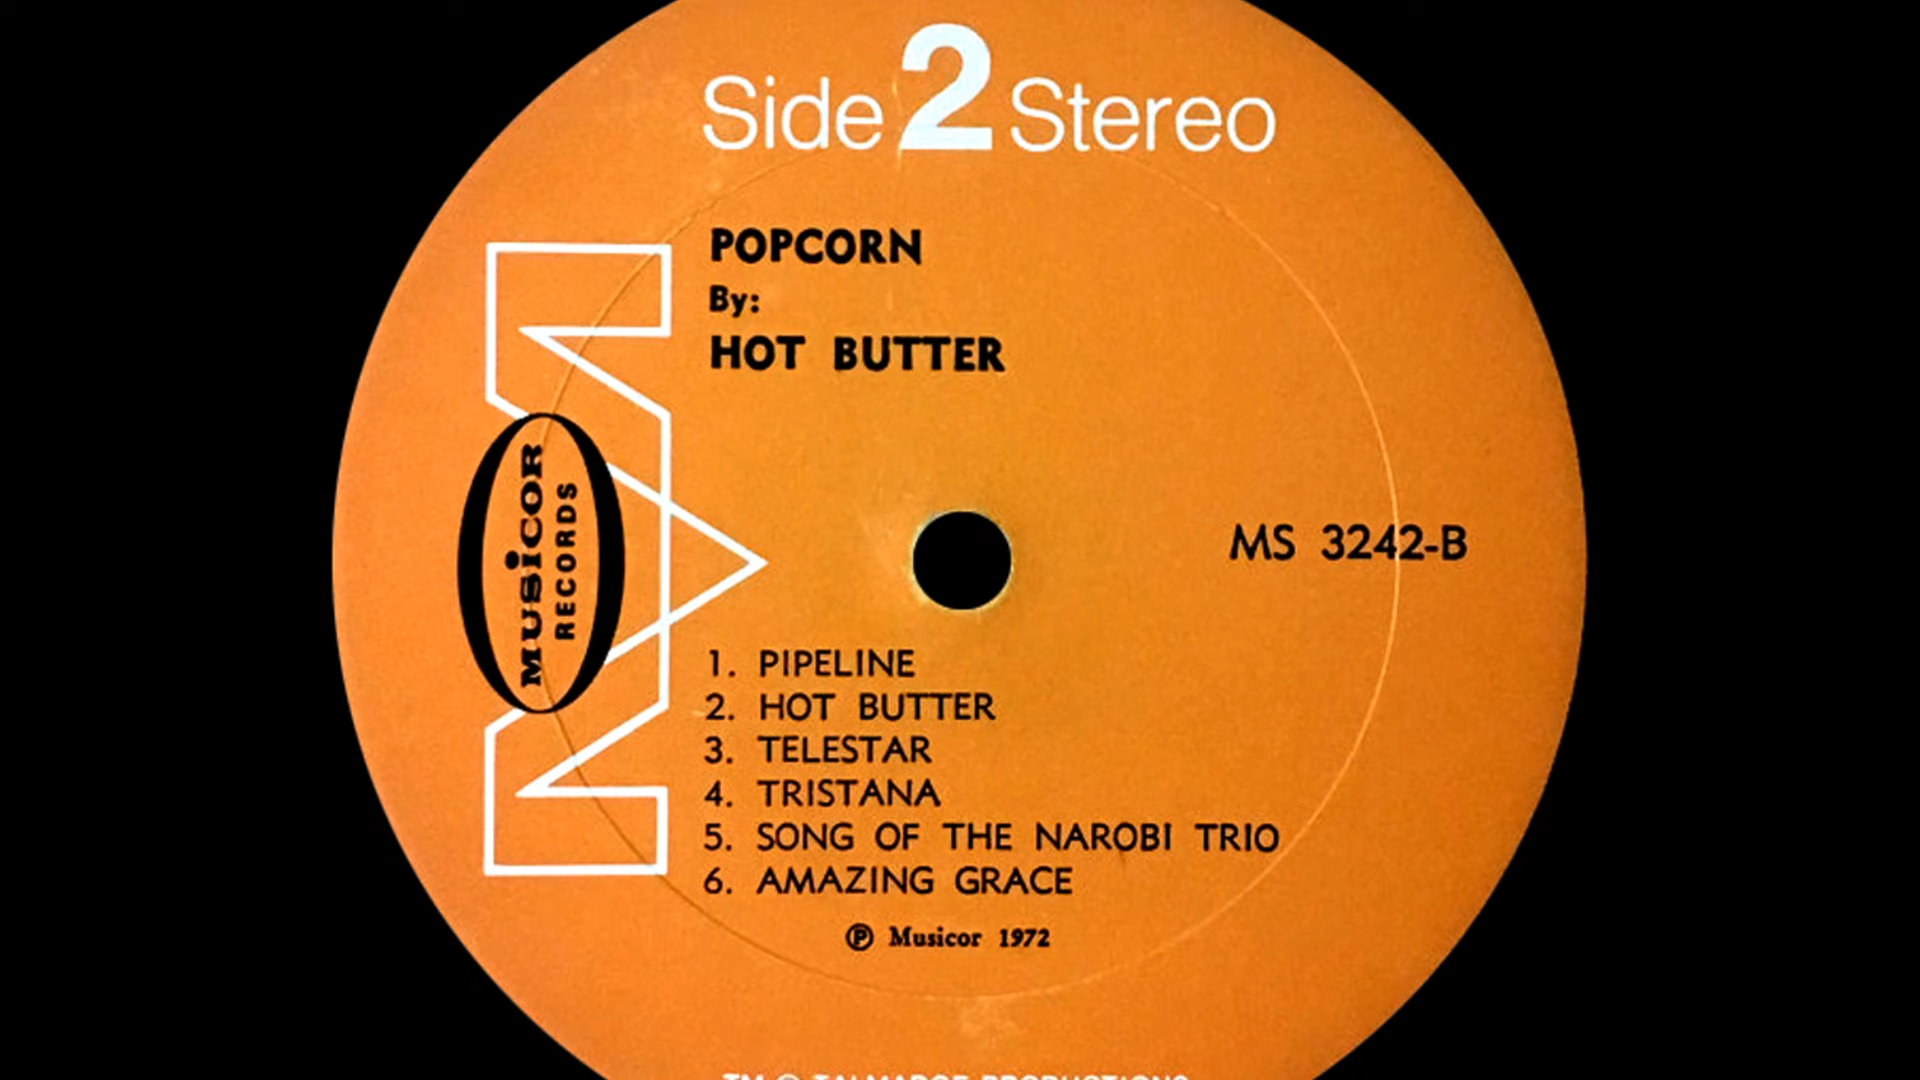 Side 2 Stereo
POPCORN
By:
HOT BUTTER
MUSICOR
RECORDS
MS 3242-B
1. PIPELINE
2. HOT BUTTER
3. TELESTAR
4. TRISTANA
5. SONG OF THE NAROBI TRIO
6. AMAZING GRACE
℗ Musicor 1972